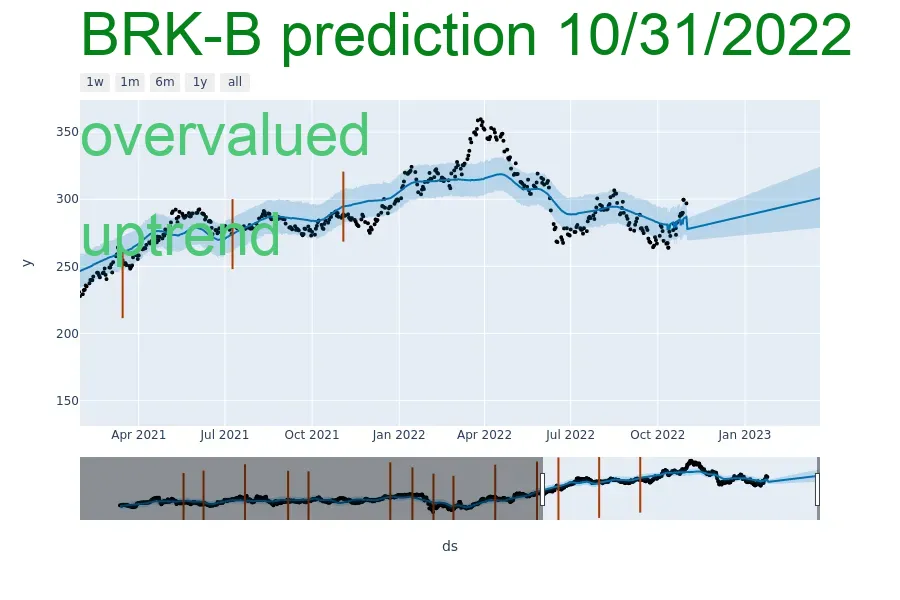 BRK-B prediction 10/31/2022
1w 1m 6m 1y all
overvalued
uptrend
350
300
250
200
150
y
Apr 2021 Jul 2021 Oct 2021 Jan 2022 Apr 2022 Jul 2022 Oct 2022 Jan 2023
ds